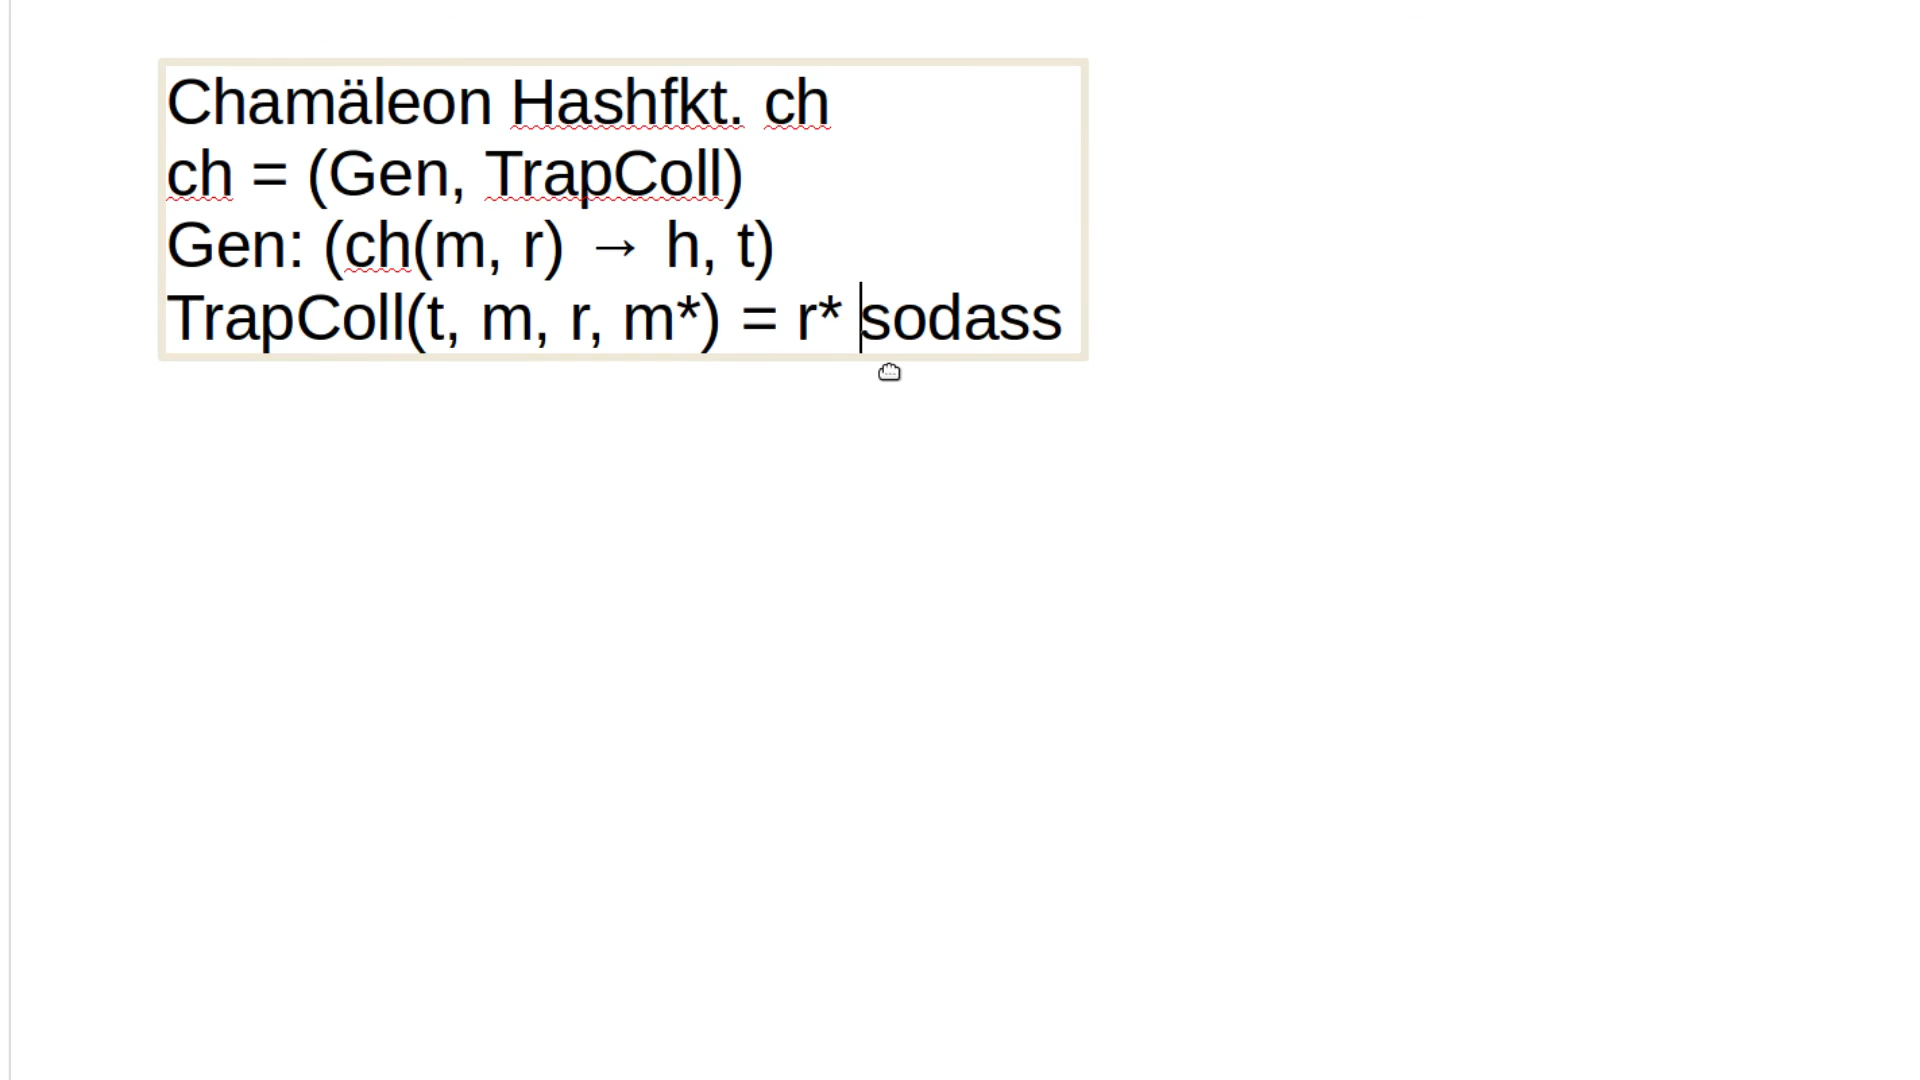 Chamäleon Hashfkt. ch
ch = (Gen, TrapColl)
Gen: (ch(m, r) → h, t)
TrapColl(t, m, r, m*) = r* sodass